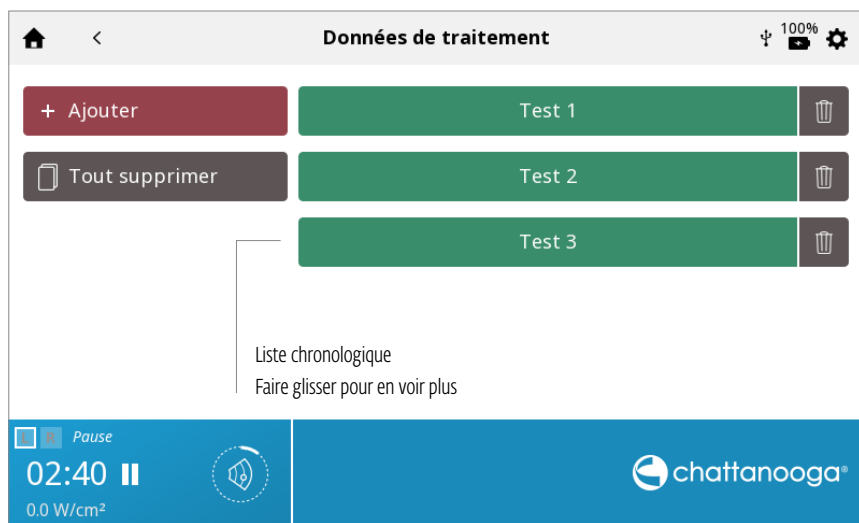 Données de traitement
100%
+ Ajouter
Test 1
Tout supprimer
Test 2
Test 3
Liste chronologique
Faire glisser pour en voir plus
L R Pause
02:40
0.0 W/cm²
chattanooga®